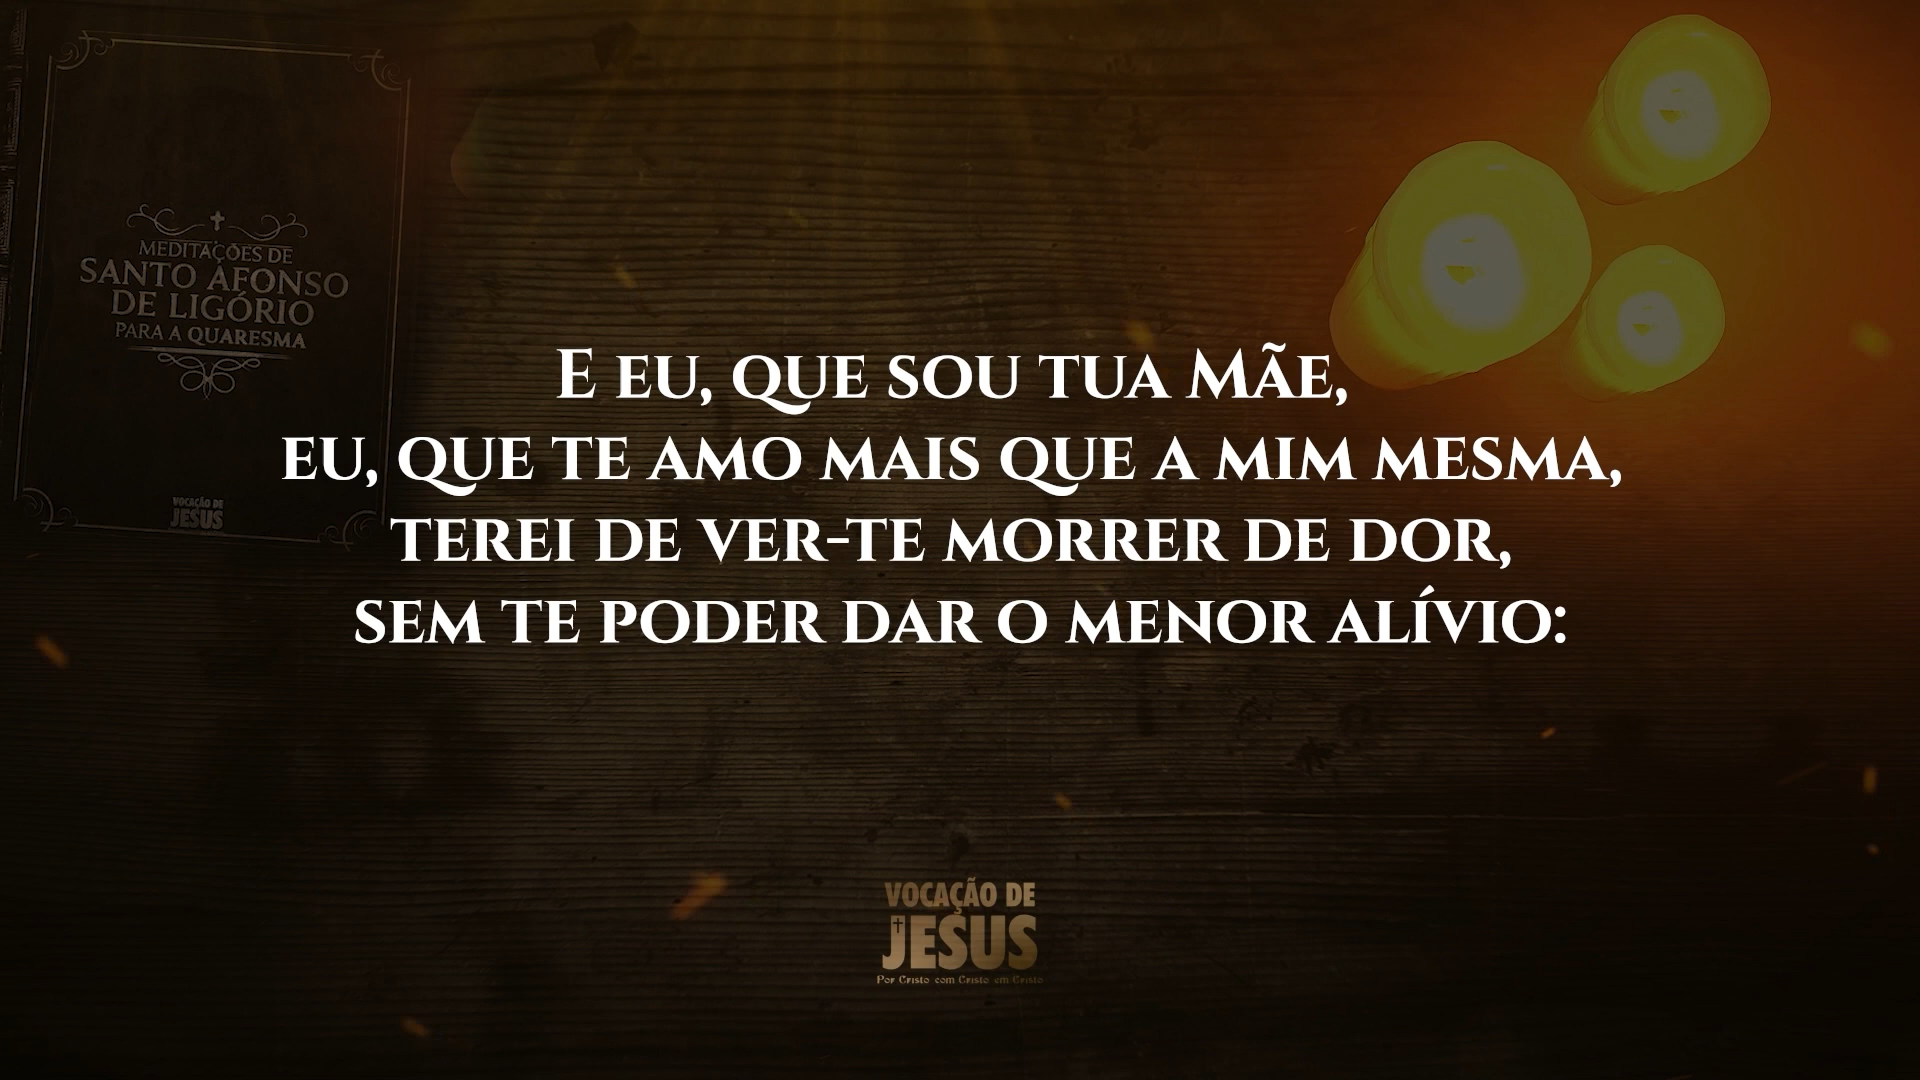 MEDITAÇÕES DE
SANTO AFONSO
DE LIGÓRIO
PARA A QUARESMA
VOCAÇÃO DE
JESUS
E EU, QUE SOU TUA MÃE,
EU, QUE TE AMO MAIS QUE A MIM MESMA,
TEREI DE VER-TE MORRER DE DOR,
SEM TE PODER DAR O MENOR ALÍVIO:
VOCAÇÃO DE
JESUS
Por Cristo com Cristo em Cristo